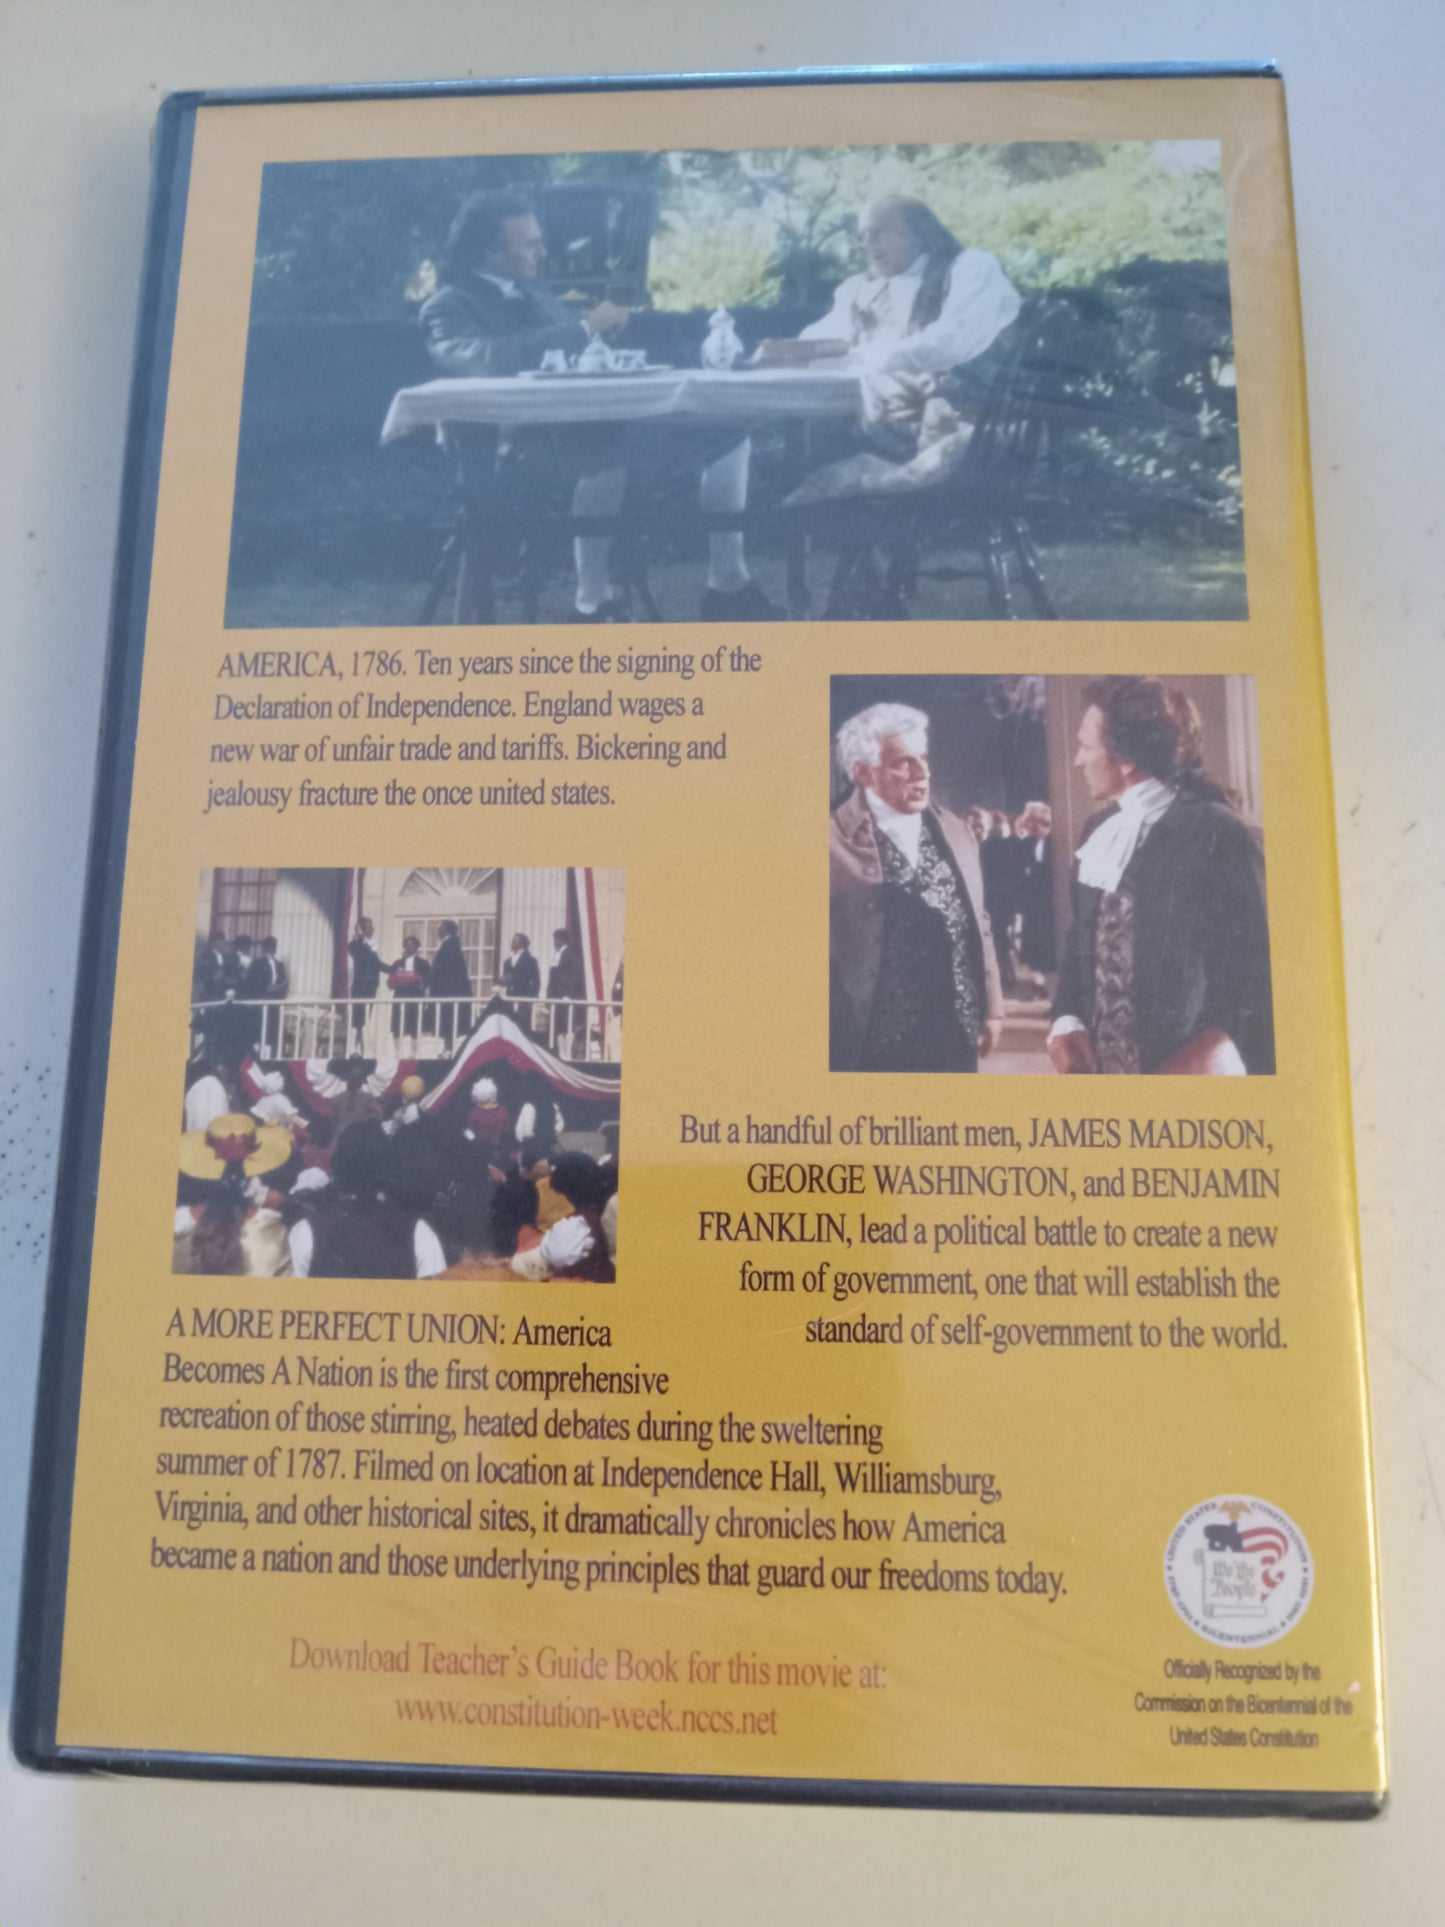 AMERICA, 1786. Ten years since the signing of the
Declaration of Independence. England wages a
new war of unfair trade and tariffs. Bickering and
jealousy fracture the once united states.
But a handful of brilliant men, JAMES MADISON,
GEORGE WASHINGTON, and BENJAMIN
FRANKLIN, lead a political battle to create a new
form of government, one that will establish the
standard of self-government to the world.
A MORE PERFECT UNION: America
Becomes A Nation is the first comprehensive
recreation of those stirring, heated debates during the sweltering
summer of 1787. Filmed on location at Independence Hall, Williamsburg,
Virginia, and other historical sites, it dramatically chronicles how America
became a nation and those underlying principles that guard our freedoms today.
Download Teacher's Guide Book for this movie at:
www.constitution-week.nccs.net
UNITED STATES CONSTITUTION
We the
People
BICENTENNIAL
Officially Recognized by the
Commission on the Bicentennial of the
United States Constitution